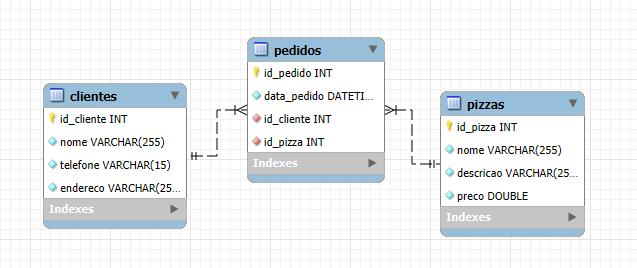 clientes
id_cliente INT
nome VARCHAR(255)
telefone VARCHAR(15)
endereco VARCHAR(25...
Indexes
pedidos
id_pedido INT
data_pedido DATETI...
id_cliente INT
id_pizza INT
Indexes
pizzas
id_pizza INT
nome VARCHAR(255)
descricao VARCHAR(25...
preco DOUBLE
Indexes